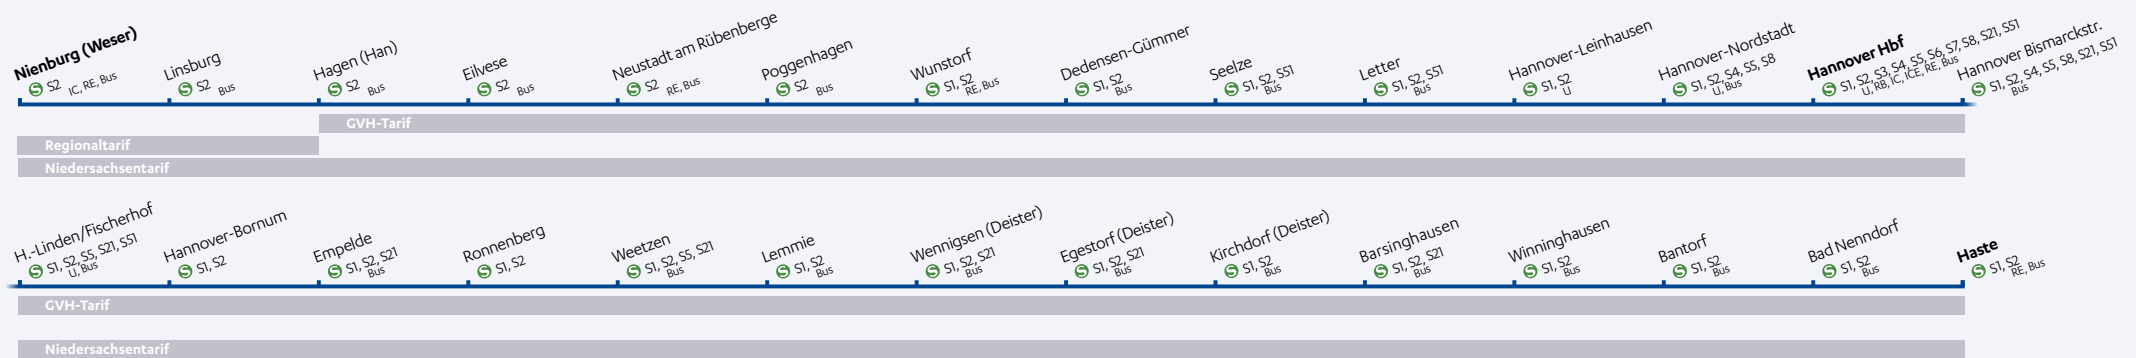 Nienburg (Weser)
S S2 IC, RE, Bus
Linsburg
S S2 Bus
Hagen (Han)
S S2 Bus
Eilvese
S S2 Bus
Neustadt am Rübenberge
S S2 RE, Bus
Poggenhagen
S S2 Bus
Wunstorf
S S1, S2
RE, Bus
Dedensen-Gümmer
S S1, S2
Bus
Seelze
S S1, S2, S51
Bus
Letter
S S1, S2, S51
Bus
Hannover-Leinhausen
S S1, S2
U
Hannover-Nordstadt
S S1, S2, S4, S5, S8
U, Bus
Hannover Hbf
S S1, S2, S3, S4, S5, S6, S7, S8, S21, S51
U, RB, IC, ICE, RE, Bus
Hannover Bismarckstr.
S S1, S2, S4, S5, S8, S21, S51
Bus
GVH-Tarif
Regionaltarif
Niedersachsentarif
H.-Linden/Fischerhof
S S1, S2, S5, S21, S51
U, Bus
Hannover-Bornum
S S1, S2
Empelde
S S1, S2, S21
Bus
Ronnenberg
S S1, S2
Weetzen
S S1, S2, S5, S21
Bus
Lemmie
S S1, S2
Bus
Wennigsen (Deister)
S S1, S2, S21
Bus
Egestorf (Deister)
S S1, S2, S21
Bus
Kirchdorf (Deister)
S S1, S2
Bus
Barsinghausen
S S1, S2, S21
Bus
Winninghausen
S S1, S2
Bus
Bantorf
S S1, S2
Bus
Bad Nenndorf
S S1, S2
Bus
Haste
S S1, S2
RE, Bus
GVH-Tarif
Niedersachsentarif